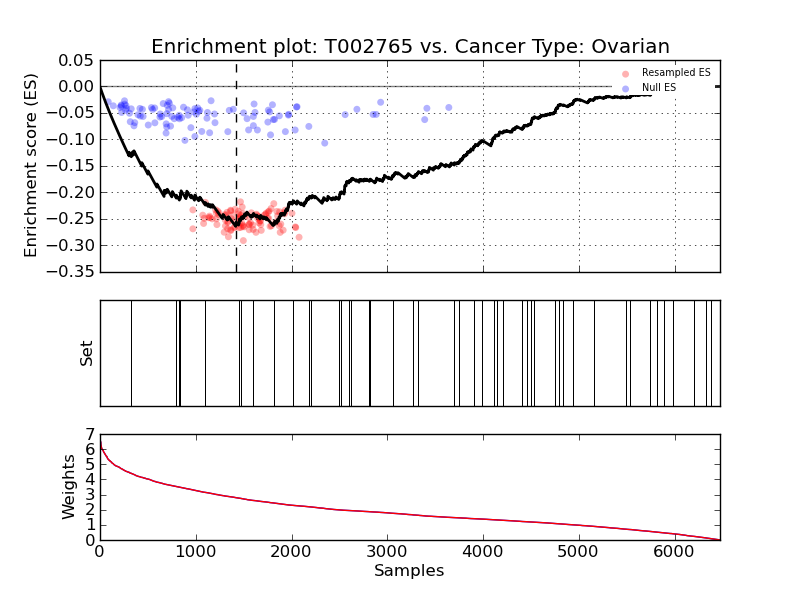 Enrichment plot: T002765 vs. Cancer Type: Ovarian
Enrichment score (ES)
0.05
0.00
−0.05
−0.10
−0.15
−0.20
−0.25
−0.30
−0.35
Resampled ES
Null ES
Set
Weights
7
6
5
4
3
2
1
0
0 1000 2000 3000 4000 5000 6000
Samples